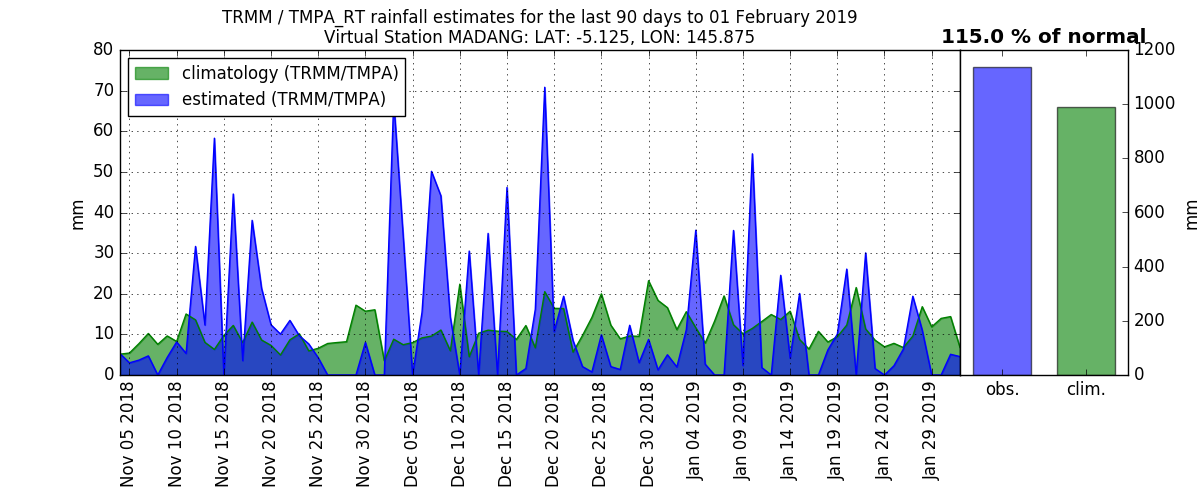 TRMM / TMPA_RT rainfall estimates for the last 90 days to 01 February 2019
Virtual Station MADANG: LAT: -5.125, LON: 145.875
115.0 % of normal
climatology (TRMM/TMPA)
estimated (TRMM/TMPA)
80
70
60
50
40
30
20
10
0
mm
1200
1000
800
600
400
200
0
mm
obs.
clim.
Nov 05 2018
Nov 10 2018
Nov 15 2018
Nov 20 2018
Nov 25 2018
Nov 30 2018
Dec 05 2018
Dec 10 2018
Dec 15 2018
Dec 20 2018
Dec 25 2018
Dec 30 2018
Jan 04 2019
Jan 09 2019
Jan 14 2019
Jan 19 2019
Jan 24 2019
Jan 29 2019